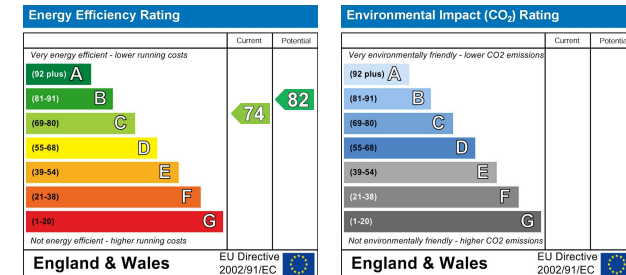 Energy Efficiency Rating
Current Potential
Very energy efficient - lower running costs
(92 plus) A
(81-91) B
(69-80) C
(55-68) D
(39-54) E
(21-38) F
(1-20) G
74
82
Not energy efficient - higher running costs
England & Wales
EU Directive
2002/91/EC
Environmental Impact (CO₂) Rating
Current Potential
Very environmentally friendly - lower CO2 emissions
(92 plus) A
(81-91) B
(69-80) C
(55-68) D
(39-54) E
(21-38) F
(1-20) G
Not environmentally friendly - higher CO2 emissions
England & Wales
EU Directive
2002/91/EC